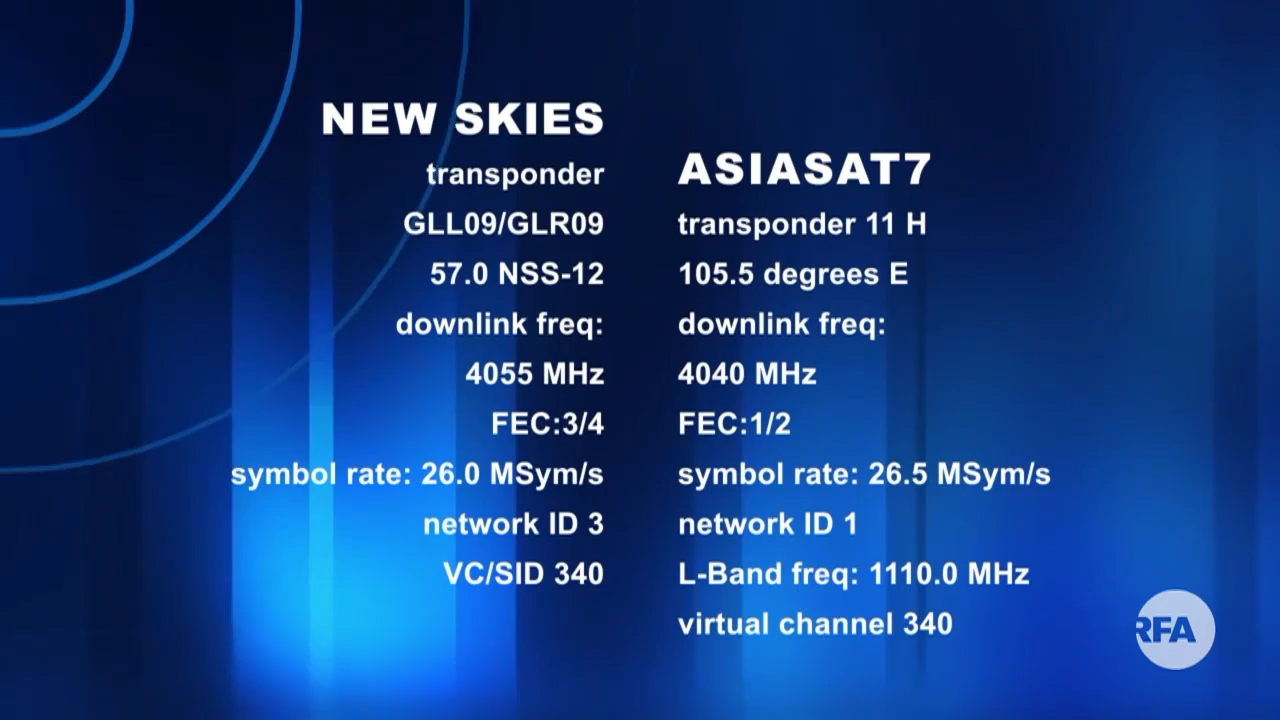 NEW SKIES
transponder
GLL09/GLR09
57.0 NSS-12
downlink freq:
4055 MHz
FEC:3/4
symbol rate: 26.0 MSym/s
network ID 3
VC/SID 340
ASIASAT7
transponder 11 H
105.5 degrees E
downlink freq:
4040 MHz
FEC:1/2
symbol rate: 26.5 MSym/s
network ID 1
L-Band freq: 1110.0 MHz
virtual channel 340
RFA